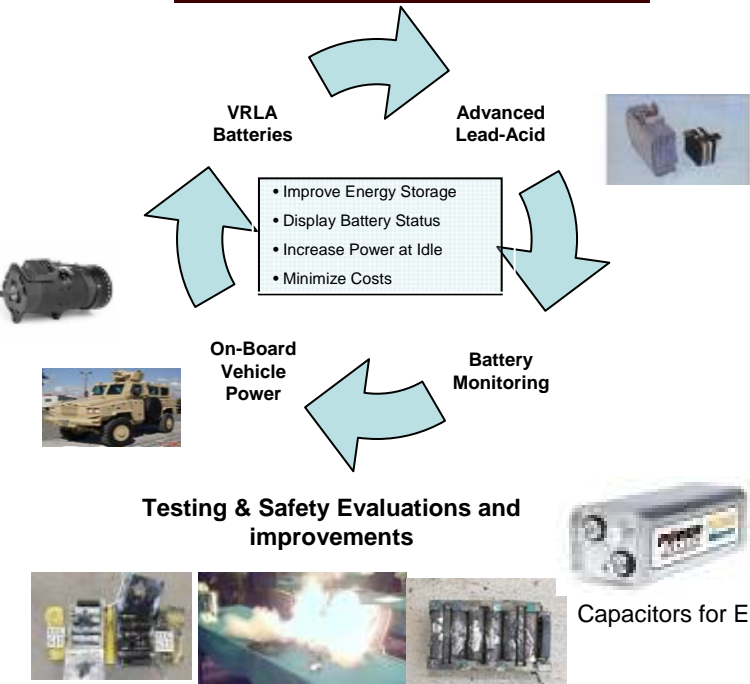 VRLA
Batteries
Advanced
Lead-Acid
• Improve Energy Storage
• Display Battery Status
• Increase Power at Idle
• Minimize Costs
On-Board
Vehicle
Power
Battery
Monitoring
Testing & Safety Evaluations and
improvements
POWER
Capacitors for E